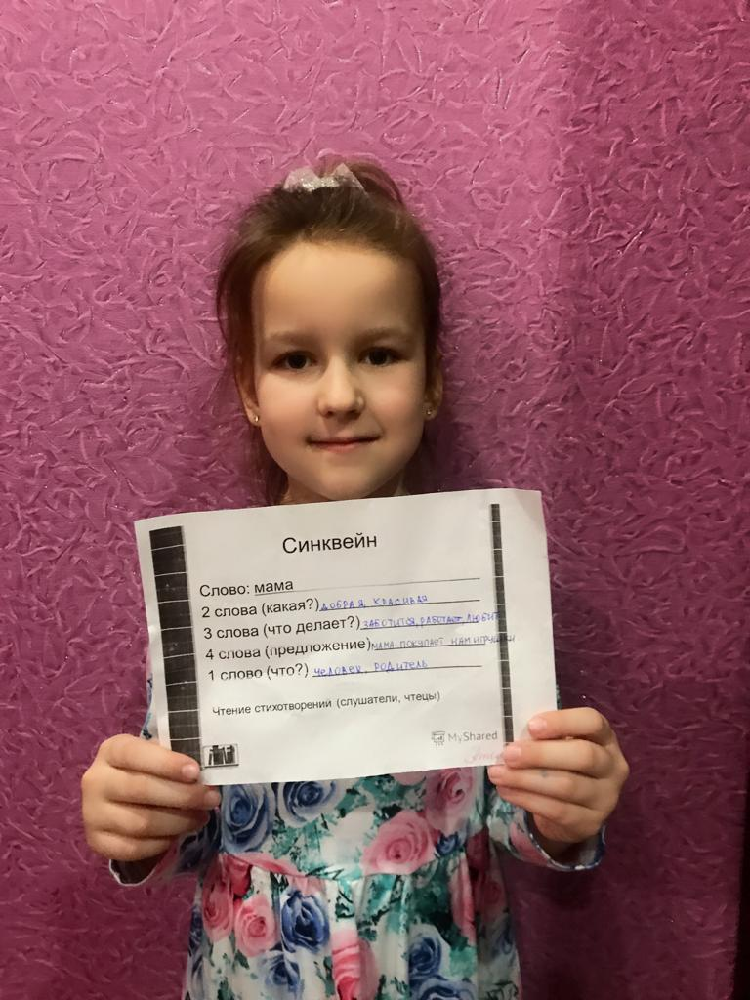 Синквейн
Слово: мама
2 слова (какая?) ДОБРАЯ, КРАСИВАЯ
3 слова (что делает?) ЗАБОТИТСЯ, РАБОТАЕТ, ЛЮБИТ
4 слова (предложение) МАМА ПОКУПАЕТ НАМ ИГРУШКИ
1 слово (что?) ЧЕЛОВЕК, РОДИТЕЛЬ
Чтение стихотворений (слушатели, чтецы)
MyShared